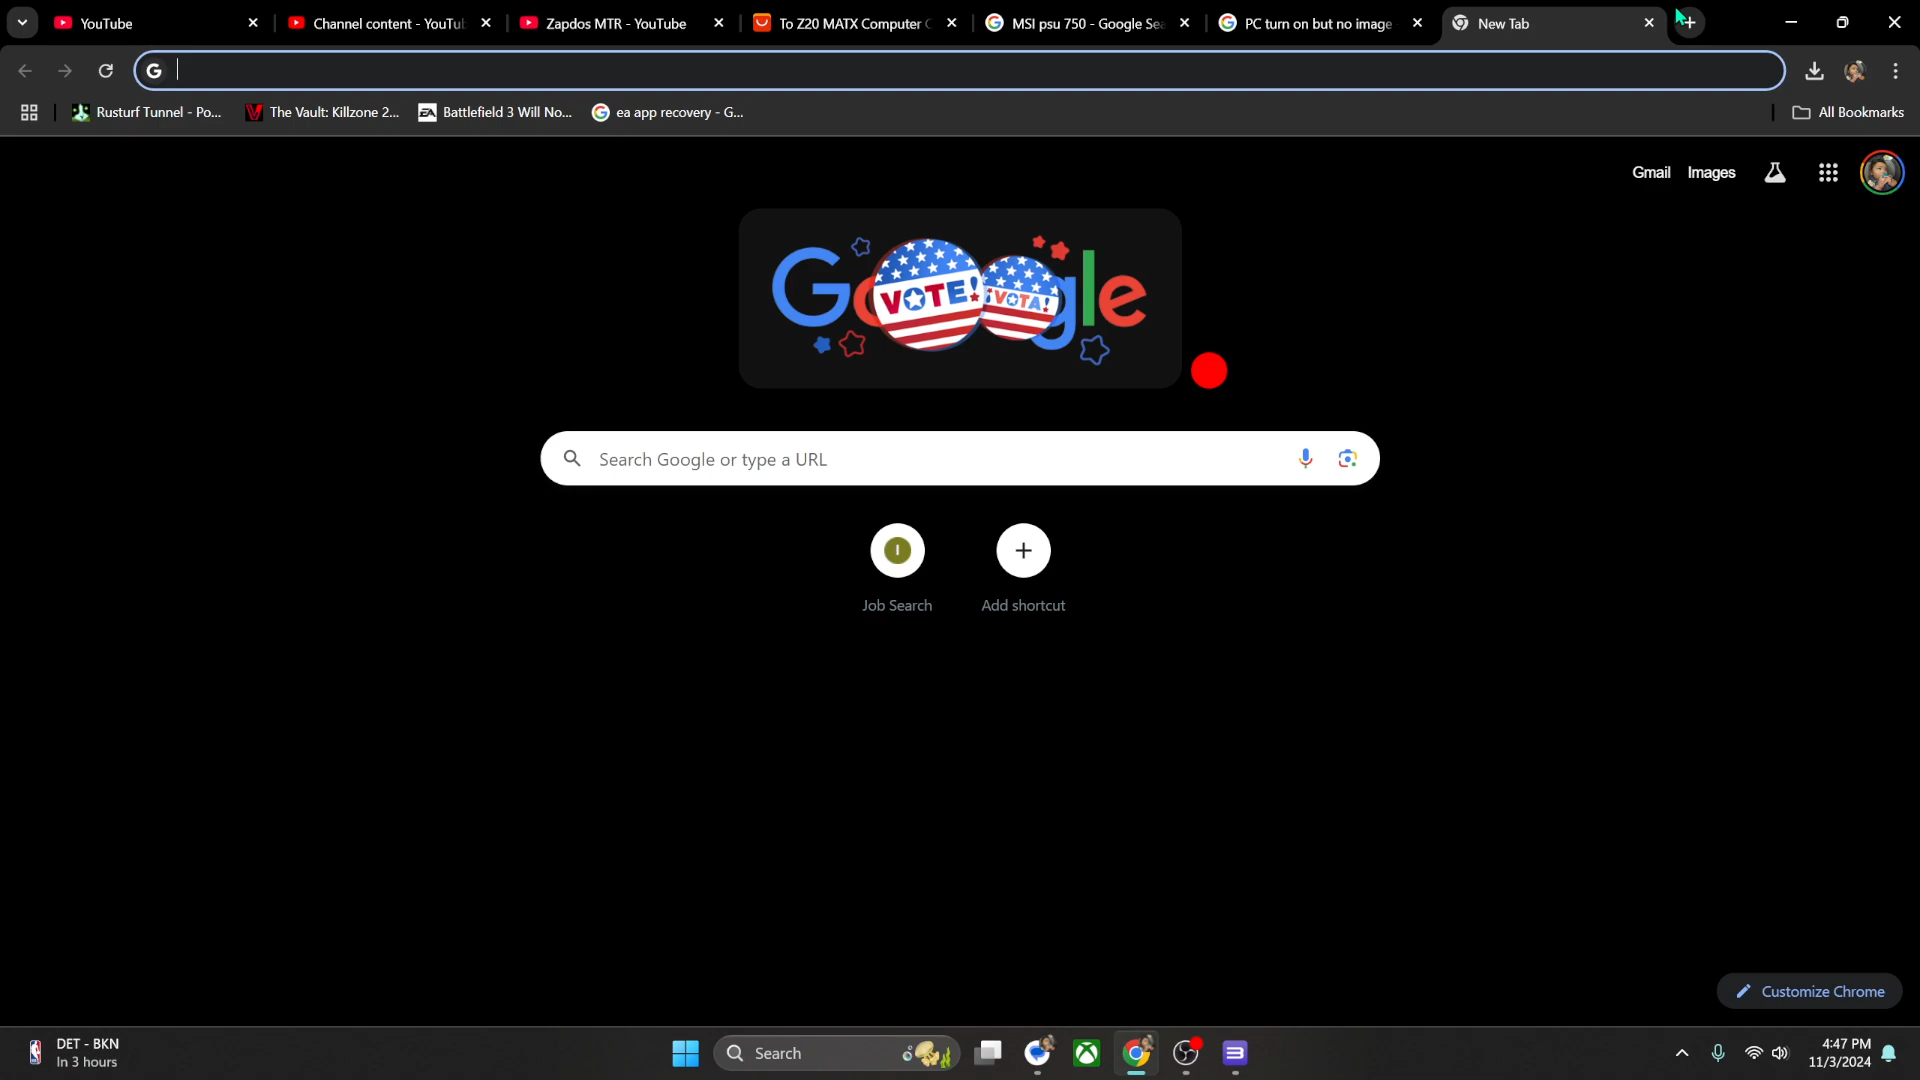 YouTube
Channel content - YouTu
Zapdos MTR - YouTube
To Z20 MATX Computer C
MSI psu 750 - Google Sea
PC turn on but no image
New Tab
Rusturf Tunnel - Po...
The Vault: Killzone 2...
Battlefield 3 Will No...
ea app recovery - G...
All Bookmarks
Gmail
Images
Google
VOTE!
¡VOTA!
Search Google or type a URL
I
Job Search
Add shortcut
Customize Chrome
DET - BKN
In 3 hours
Search
4:47 PM
11/3/2024